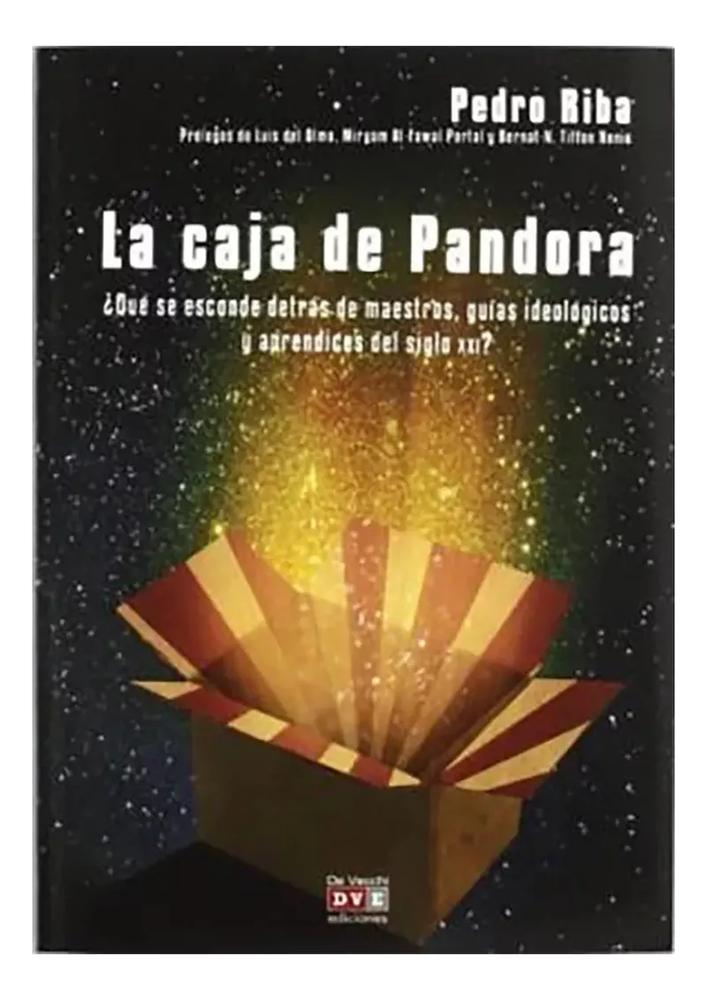 Pedro Riba
Prólogos de Luis del Olmo, Miryam Al-Fawal Portal y Bernat-N. Tiffon Nonis
La caja de Pandora
¿Qué se esconde detrás de maestros, guías ideológicos
y aprendices del siglo XXI?
De Vecchi
DVE
ediciones